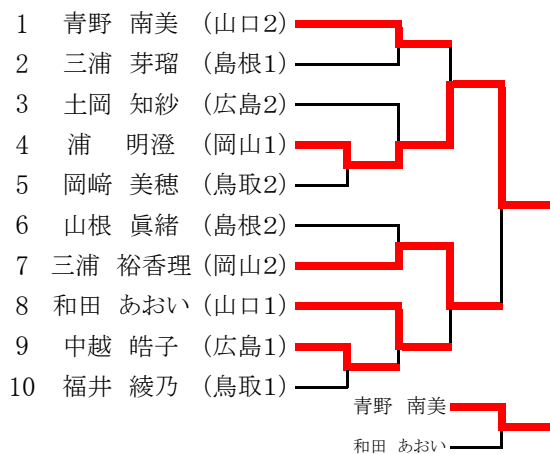 1 青野 南美 (山口2)
2 三浦 芽瑠 (島根1)
3 土岡 知紗 (広島2)
4 浦 明澄 (岡山1)
5 岡﨑 美穂 (鳥取2)
6 山根 眞緒 (島根2)
7 三浦 裕香理 (岡山2)
8 和田 あおい (山口1)
9 中越 皓子 (広島1)
10 福井 綾乃 (鳥取1)
青野 南美
和田 あおい